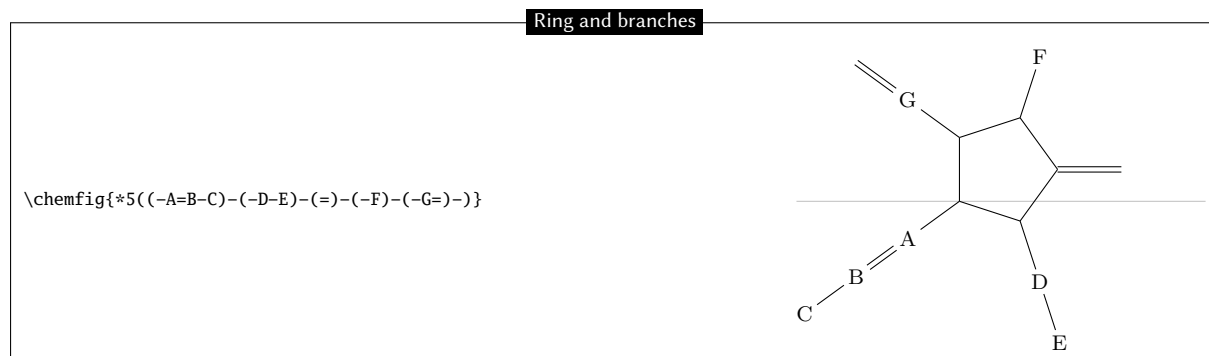 Ring and branches
\chemfig{*5((-A=B-C)-(-D-E)-(=)-(-F)-(-G=)-)}
F
G
A
B
D
C
E